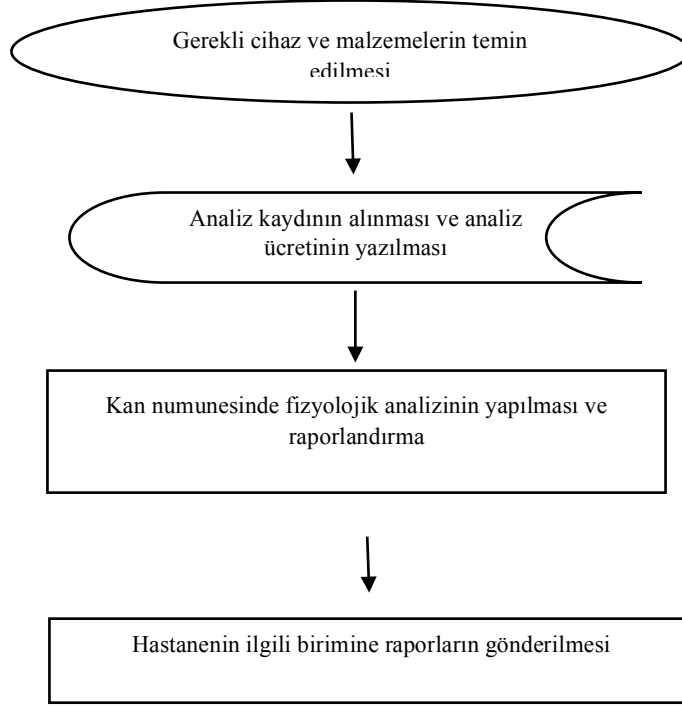 Gerekli cihaz ve malzemelerin temin
edilmesi
Analiz kaydının alınması ve analiz
ücretinin yazılması
Kan numunesinde fizyolojik analizinin yapılması ve
raporlandırma
Hastanenin ilgili birimine raporların gönderilmesi